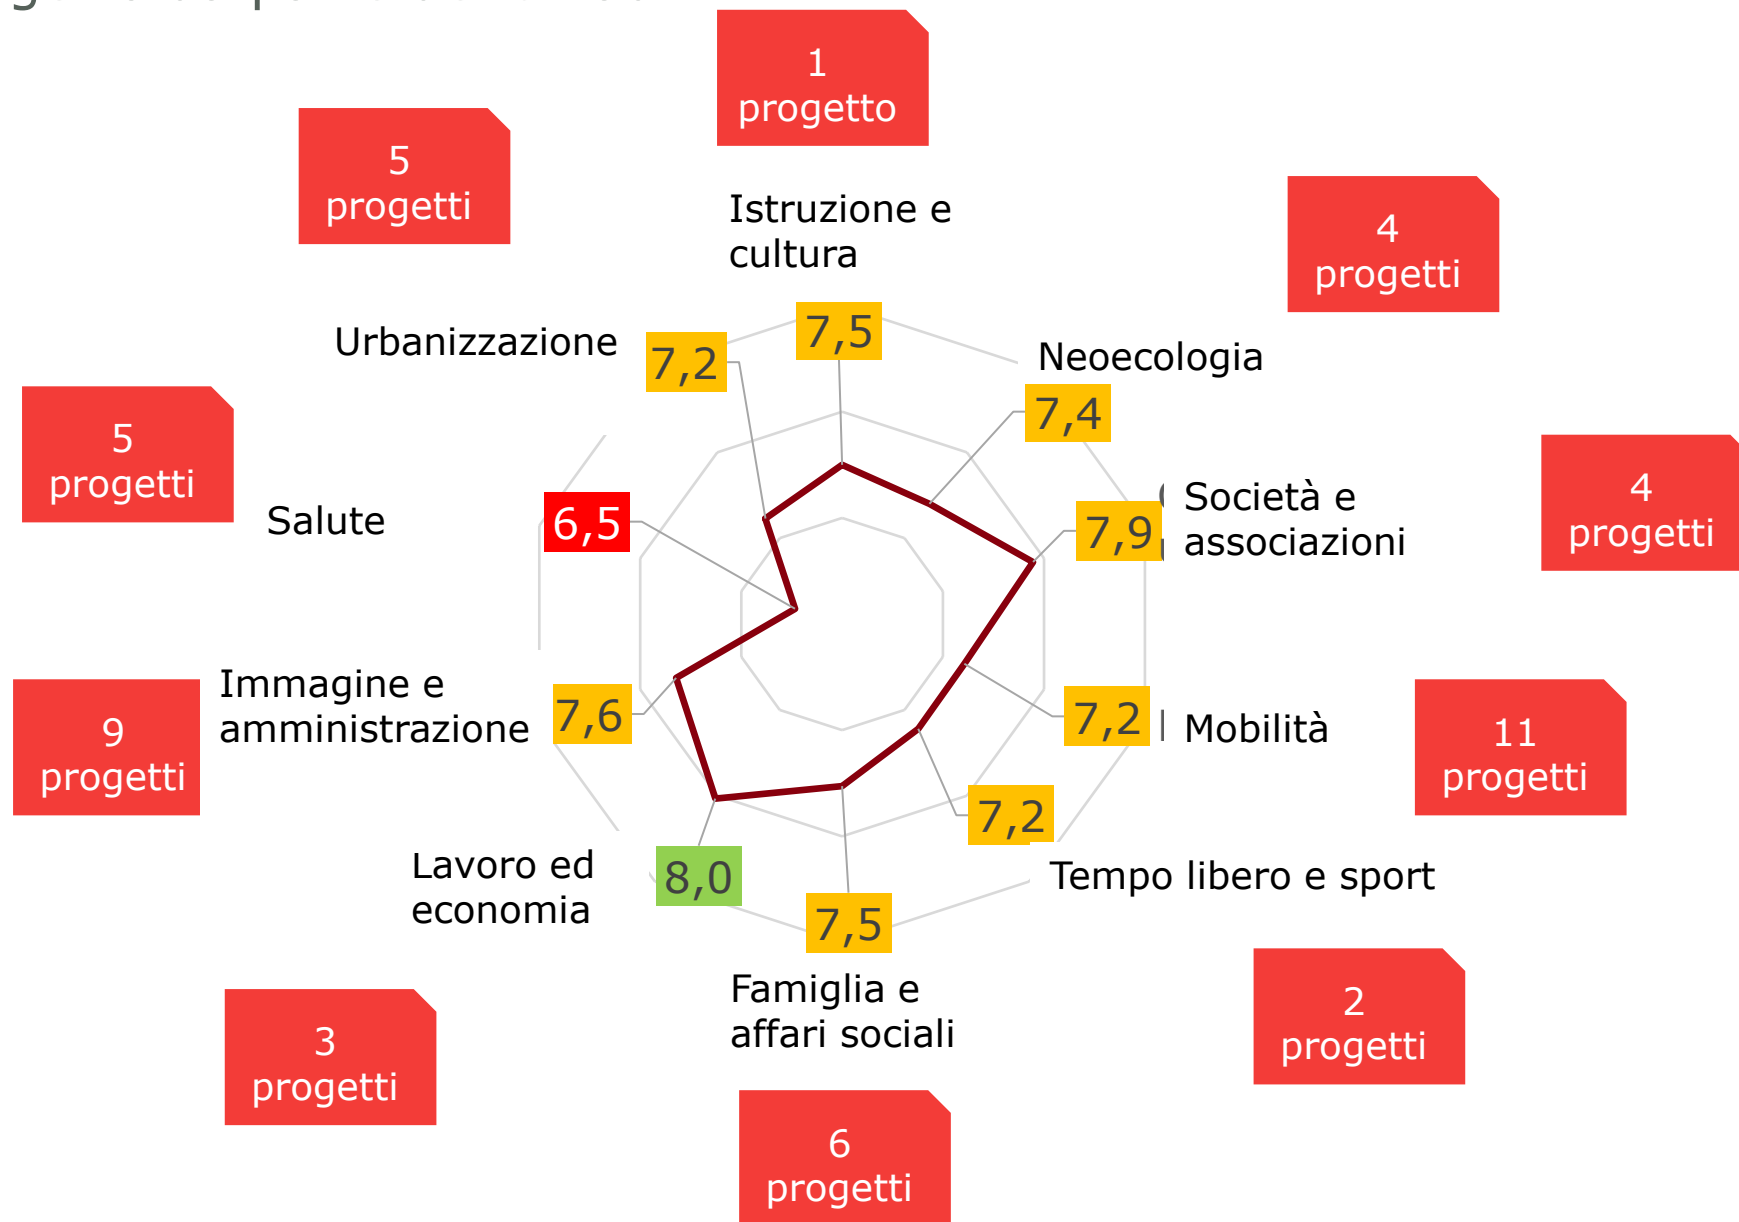 1
progetto
5
progetti
Istruzione e
cultura
4
progetti
Urbanizzazione
7,2
7,5
Neoecologia
7,4
5
progetti
Salute
6,5
7,9
Società e
associazioni
4
progetti
9
progetti
Immagine e
amministrazione
7,6
7,2
Mobilità
11
progetti
7,2
Lavoro ed
economia
8,0
7,5
Tempo libero e sport
Famiglia e
affari sociali
2
progetti
3
progetti
6
progetti